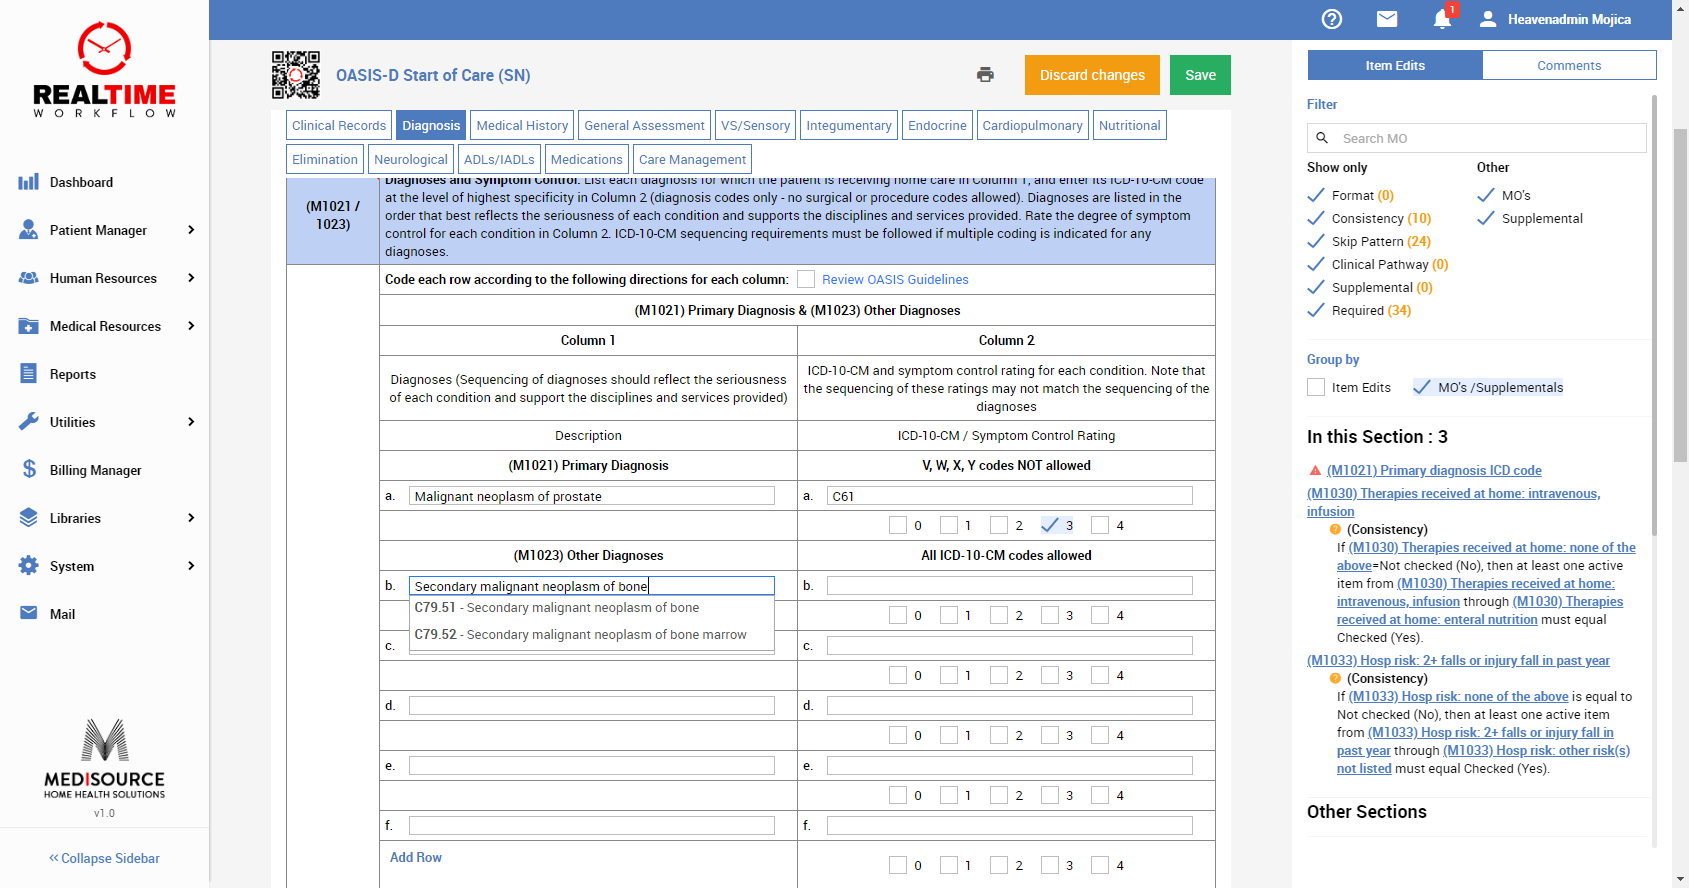 REALTIME
WORKFLOW
Dashboard
Patient Manager
Human Resources
Medical Resources
Reports
Utilities
Billing Manager
Libraries
System
Mail
MEDISOURCE
HOME HEALTH SOLUTIONS
v1.0
Collapse Sidebar
1
Heavenadmin Mojica
OASIS-D Start of Care (SN)
Discard changes
Save
Clinical Records
Diagnosis
Medical History
General Assessment
VS/Sensory
Integumentary
Endocrine
Cardiopulmonary
Nutritional
Elimination
Neurological
ADLs/IADLs
Medications
Care Management
(M1021 /
1023)
Diagnoses and Symptom Control: List each diagnosis for which the patient is receiving home care in Column 1, and enter its ICD-10-CM code
at the level of highest specificity in Column 2 (diagnosis codes only - no surgical or procedure codes allowed). Diagnoses are listed in the
order that best reflects the seriousness of each condition and supports the disciplines and services provided. Rate the degree of symptom
control for each condition in Column 2. ICD-10-CM sequencing requirements must be followed if multiple coding is indicated for any
diagnoses.
Code each row according to the following directions for each column:
Review OASIS Guidelines
(M1021) Primary Diagnosis & (M1023) Other Diagnoses
Column 1
Column 2
Diagnoses (Sequencing of diagnoses should reflect the seriousness
of each condition and support the disciplines and services provided)
ICD-10-CM and symptom control rating for each condition. Note that
the sequencing of these ratings may not match the sequencing of the
diagnoses
Description
ICD-10-CM / Symptom Control Rating
(M1021) Primary Diagnosis
V, W, X, Y codes NOT allowed
a. Malignant neoplasm of prostate
a. C61
0 1 2 3 4
(M1023) Other Diagnoses
All ICD-10-CM codes allowed
b. Secondary malignant neoplasm of bone
b.
C79.51 - Secondary malignant neoplasm of bone
0 1 2 3 4
C79.52 - Secondary malignant neoplasm of bone marrow
c.
c.
0 1 2 3 4
d.
d.
0 1 2 3 4
e.
e.
0 1 2 3 4
f.
f.
Add Row
0 1 2 3 4
Item Edits
Comments
Filter
Search MO
Show only
Other
Format (0)
MO's
Consistency (10)
Supplemental
Skip Pattern (24)
Clinical Pathway (0)
Supplemental (0)
Required (34)
Group by
Item Edits
MO's /Supplementals
In this Section : 3
(M1021) Primary diagnosis ICD code
(M1030) Therapies received at home: intravenous,
infusion
(Consistency)
If (M1030) Therapies received at home: none of the
above=Not checked (No), then at least one active
item from (M1030) Therapies received at home:
intravenous, infusion through (M1030) Therapies
received at home: enteral nutrition must equal
Checked (Yes).
(M1033) Hosp risk: 2+ falls or injury fall in past year
(Consistency)
If (M1033) Hosp risk: none of the above is equal to
Not checked (No), then at least one active item
from (M1033) Hosp risk: 2+ falls or injury fall in
past year through (M1033) Hosp risk: other risk(s)
not listed must equal Checked (Yes).
Other Sections